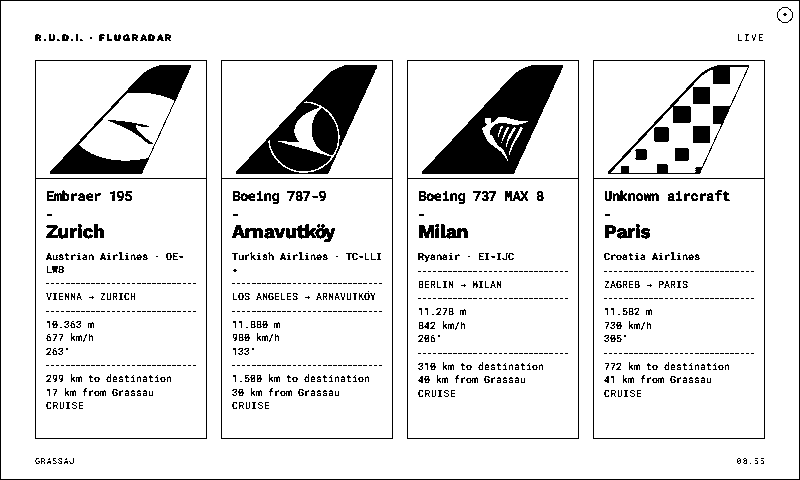 R.U.D.I. · FLUGRADAR
LIVE
Embraer 195
-
Zurich
Austrian Airlines · OE-
LWB
VIENNA → ZURICH
10.363 m
677 km/h
263°
299 km to destination
17 km from Grassau
CRUISE
Boeing 787-9
-
Arnavutköy
Turkish Airlines · TC-LLI
LOS ANGELES → ARNAVUTKÖY
11.880 m
980 km/h
133°
1.500 km to destination
30 km from Grassau
CRUISE
Boeing 737 MAX 8
-
Milan
Ryanair · EI-IJC
BERLIN → MILAN
11.278 m
842 km/h
206°
310 km to destination
40 km from Grassau
CRUISE
Unknown aircraft
-
Paris
Croatia Airlines
ZAGREB → PARIS
11.582 m
730 km/h
305°
772 km to destination
41 km from Grassau
CRUISE
GRASSAU